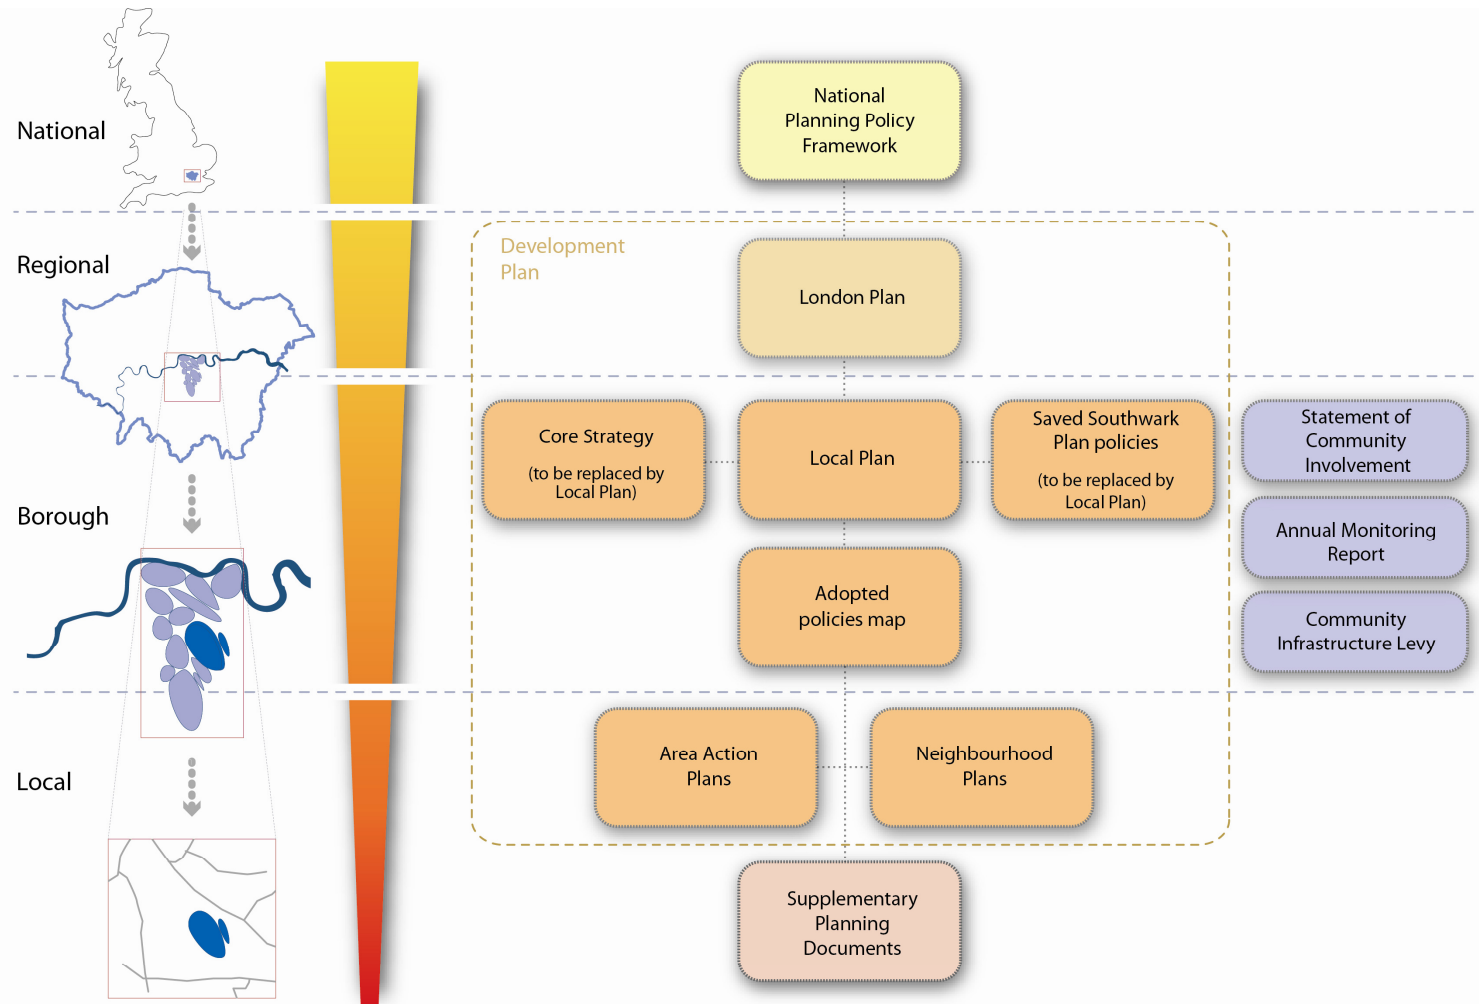 National
National
Planning Policy
Framework
Regional
Development
Plan
London Plan
Core Strategy
(to be replaced by
Local Plan)
Local Plan
Saved Southwark
Plan policies
(to be replaced by
Local Plan)
Statement of
Community
Involvement
Borough
Annual Monitoring
Report
Adopted
policies map
Community
Infrastructure Levy
Local
Area Action
Plans
Neighbourhood
Plans
Supplementary
Planning
Documents